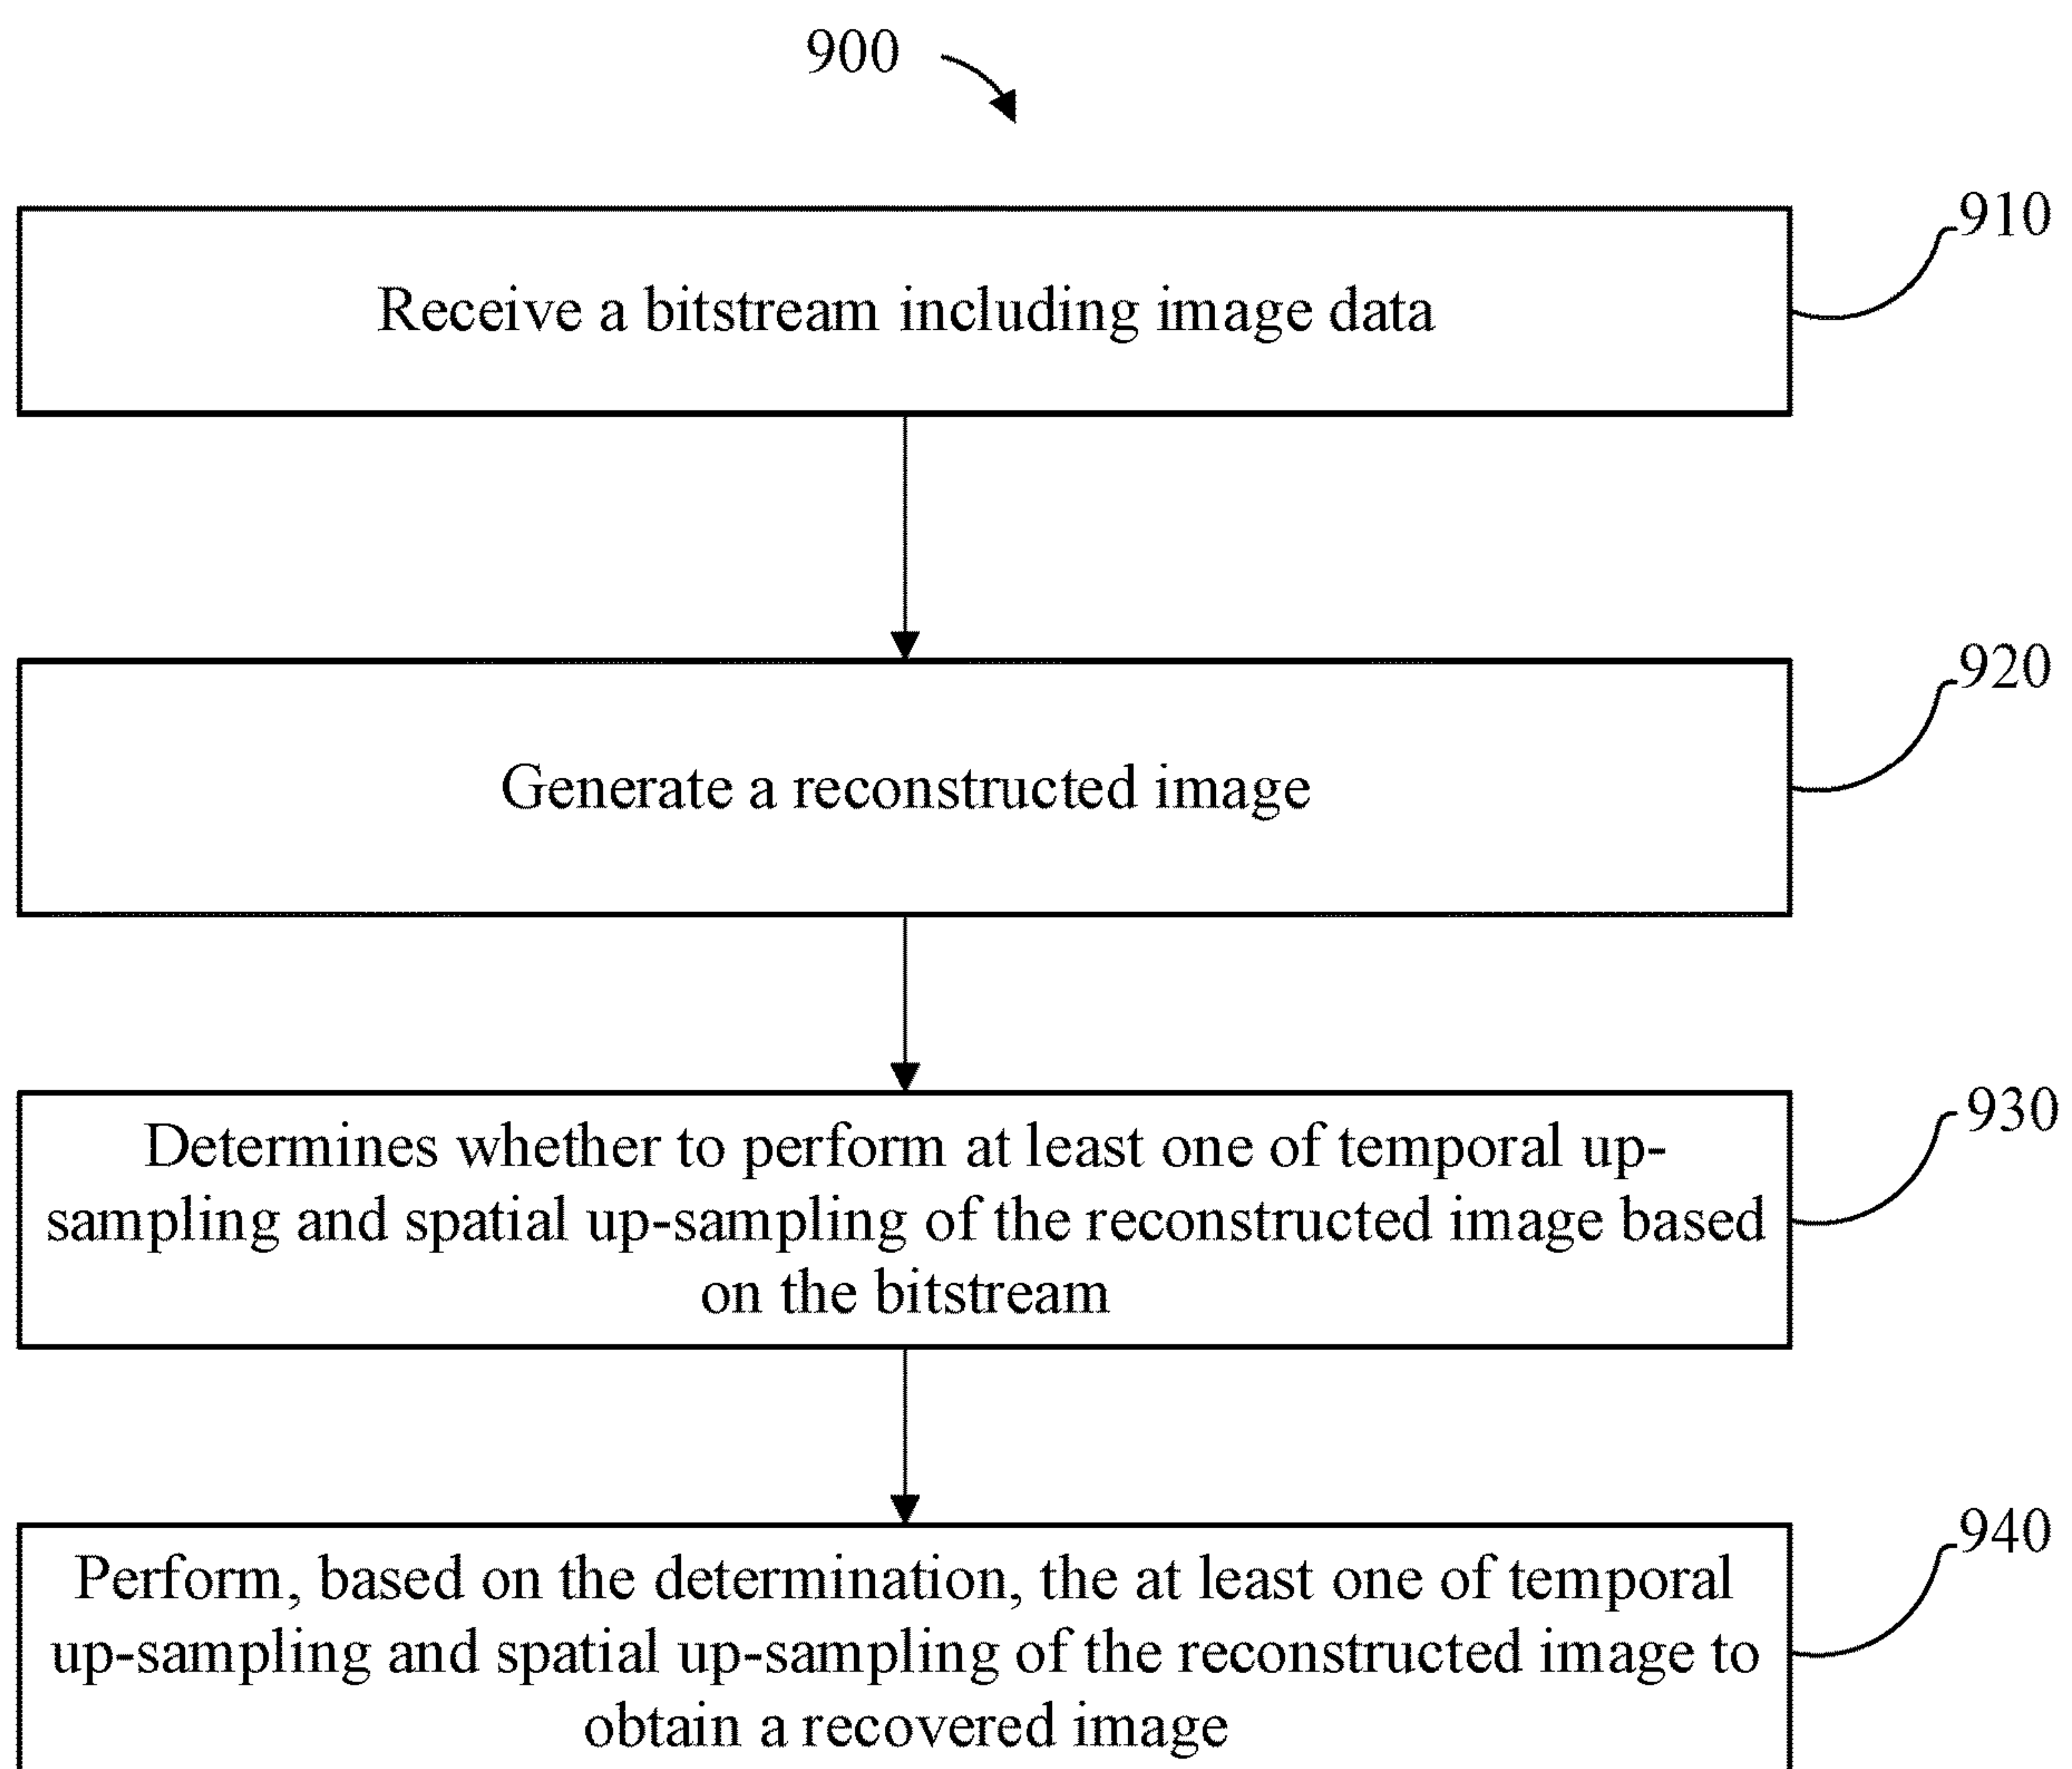 900
910
Receive a bitstream including image data
920
Generate a reconstructed image
930
Determines whether to perform at least one of temporal up-
sampling and spatial up-sampling of the reconstructed image based
on the bitstream
940
Perform, based on the determination, the at least one of temporal
up-sampling and spatial up-sampling of the reconstructed image to
obtain a recovered image